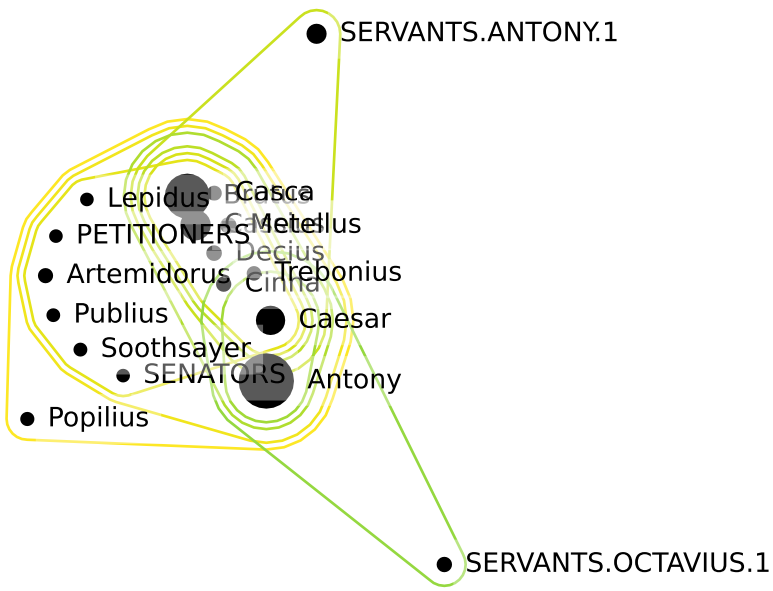 SERVANTS.ANTONY.1
Brutus
Casca
Lepidus
Cassius
Metellus
PETITIONERS
Decius
Trebonius
Artemidorus
Cinna
Publius
Caesar
Soothsayer
SENATORS
Antony
Popilius
SERVANTS.OCTAVIUS.1